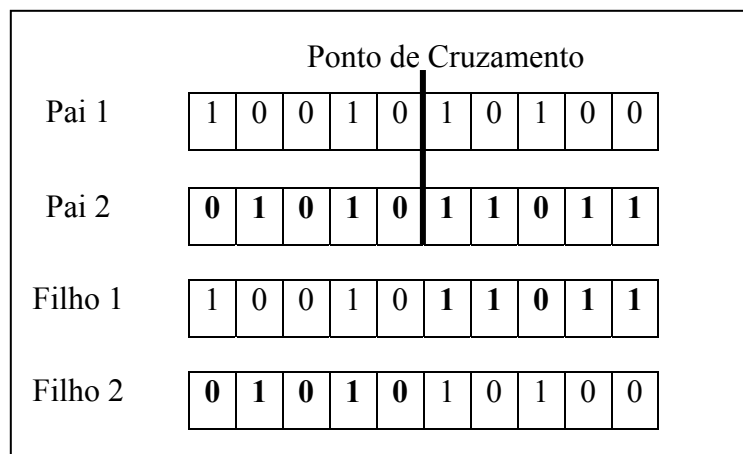 Ponto de Cruzamento
Pai 1 1 0 0 1 0 1 0 1 0 0
Pai 2 0 1 0 1 0 1 1 0 1 1
Filho 1 1 0 0 1 0 1 1 0 1 1
Filho 2 0 1 0 1 0 1 0 1 0 0